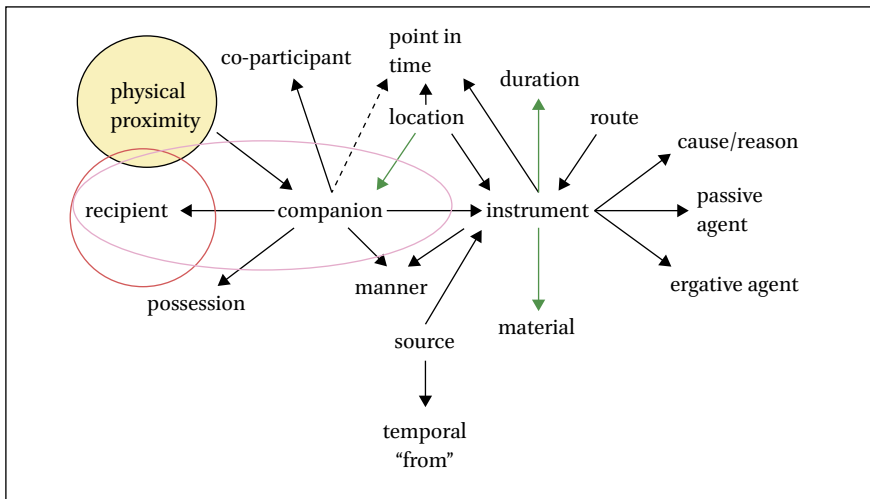 point in
time
co-participant
duration
physical
proximity
location
route
cause/reason
recipient
companion
instrument
passive
agent
possession
manner
ergative agent
material
source
temporal
“from”